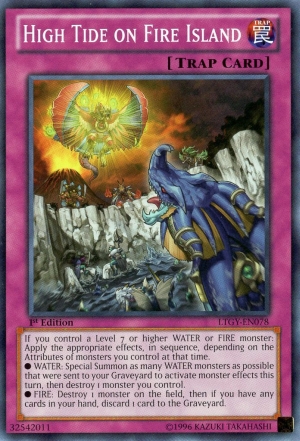 HIGH TIDE ON FIRE ISLAND
TRAP
罠
[TRAP CARD]
LTGY-EN078
1st Edition
If you control a Level 7 or higher WATER or FIRE monster:
Apply the appropriate effects, in sequence, depending on the
Attributes of monsters you control at that time.
● WATER: Special Summon as many WATER monsters as possible
that were sent to your Graveyard to activate monster effects this
turn, then destroy 1 monster you control.
● FIRE: Destroy 1 monster on the field, then if you have any
cards in your hand, discard 1 card to the Graveyard.
32542011
©1996 KAZUKI TAKAHASHI